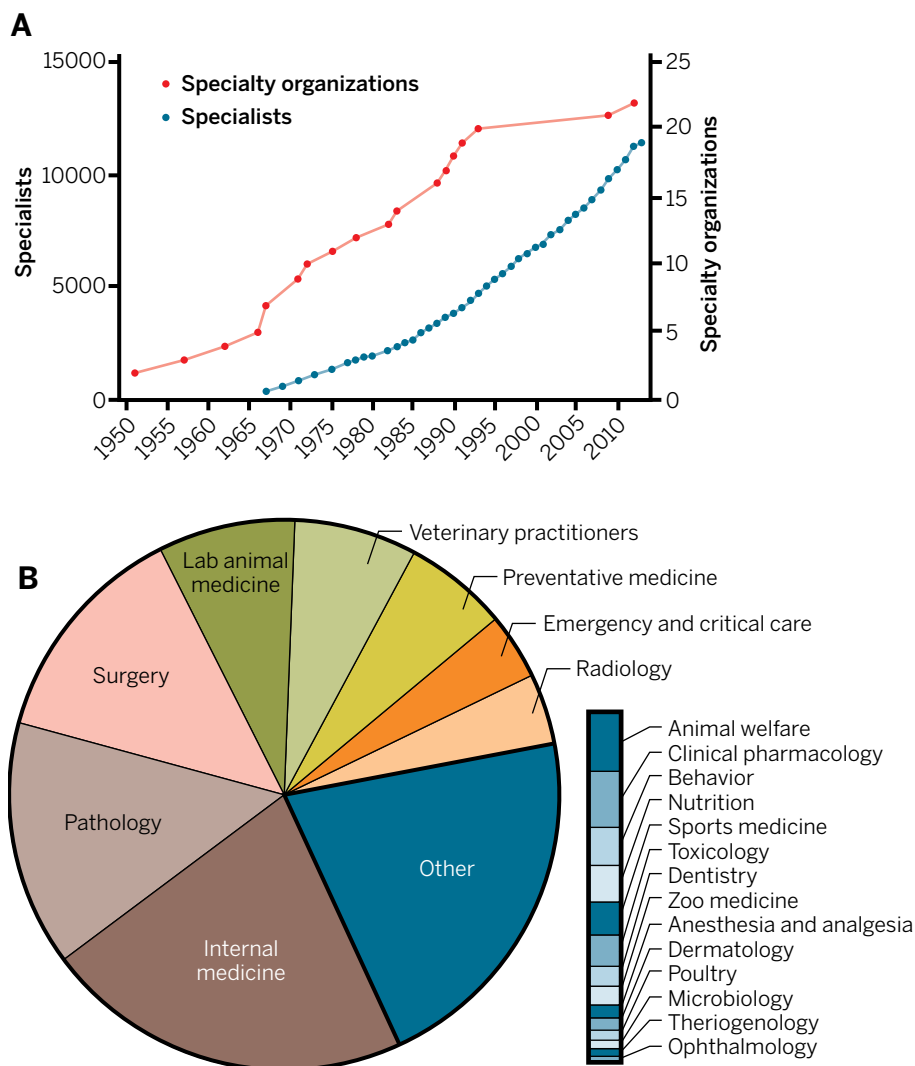 A
15000
10000
5000
0
Specialists
Specialty organizations
Specialists
25
20
15
10
5
0
Specialty organizations
1950
1955
1960
1965
1970
1975
1980
1985
1990
1995
2000
2005
2010
B
Lab animal
medicine
Veterinary practitioners
Preventative medicine
Emergency and critical care
Radiology
Surgery
Pathology
Internal
medicine
Other
Animal welfare
Clinical pharmacology
Behavior
Nutrition
Sports medicine
Toxicology
Dentistry
Zoo medicine
Anesthesia and analgesia
Dermatology
Poultry
Microbiology
Theriogenology
Ophthalmology